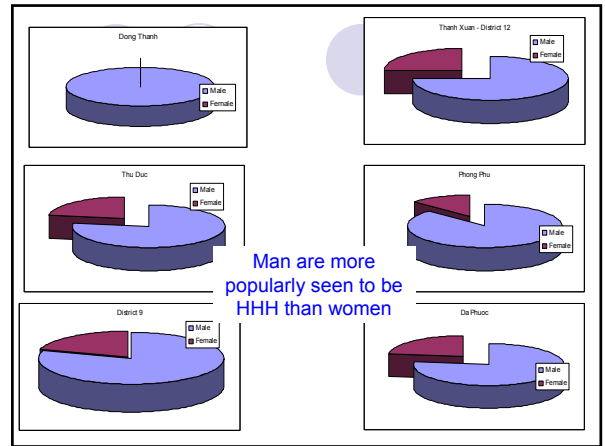 Dong Thanh
Male
Female
Thanh Xuan - District 12
Male
Female
Thu Duc
Male
Female
Phong Phu
Male
Female
Man are more
popularly seen to be
HHH than women
District 9
Male
Female
Da Phuoc
Male
Female